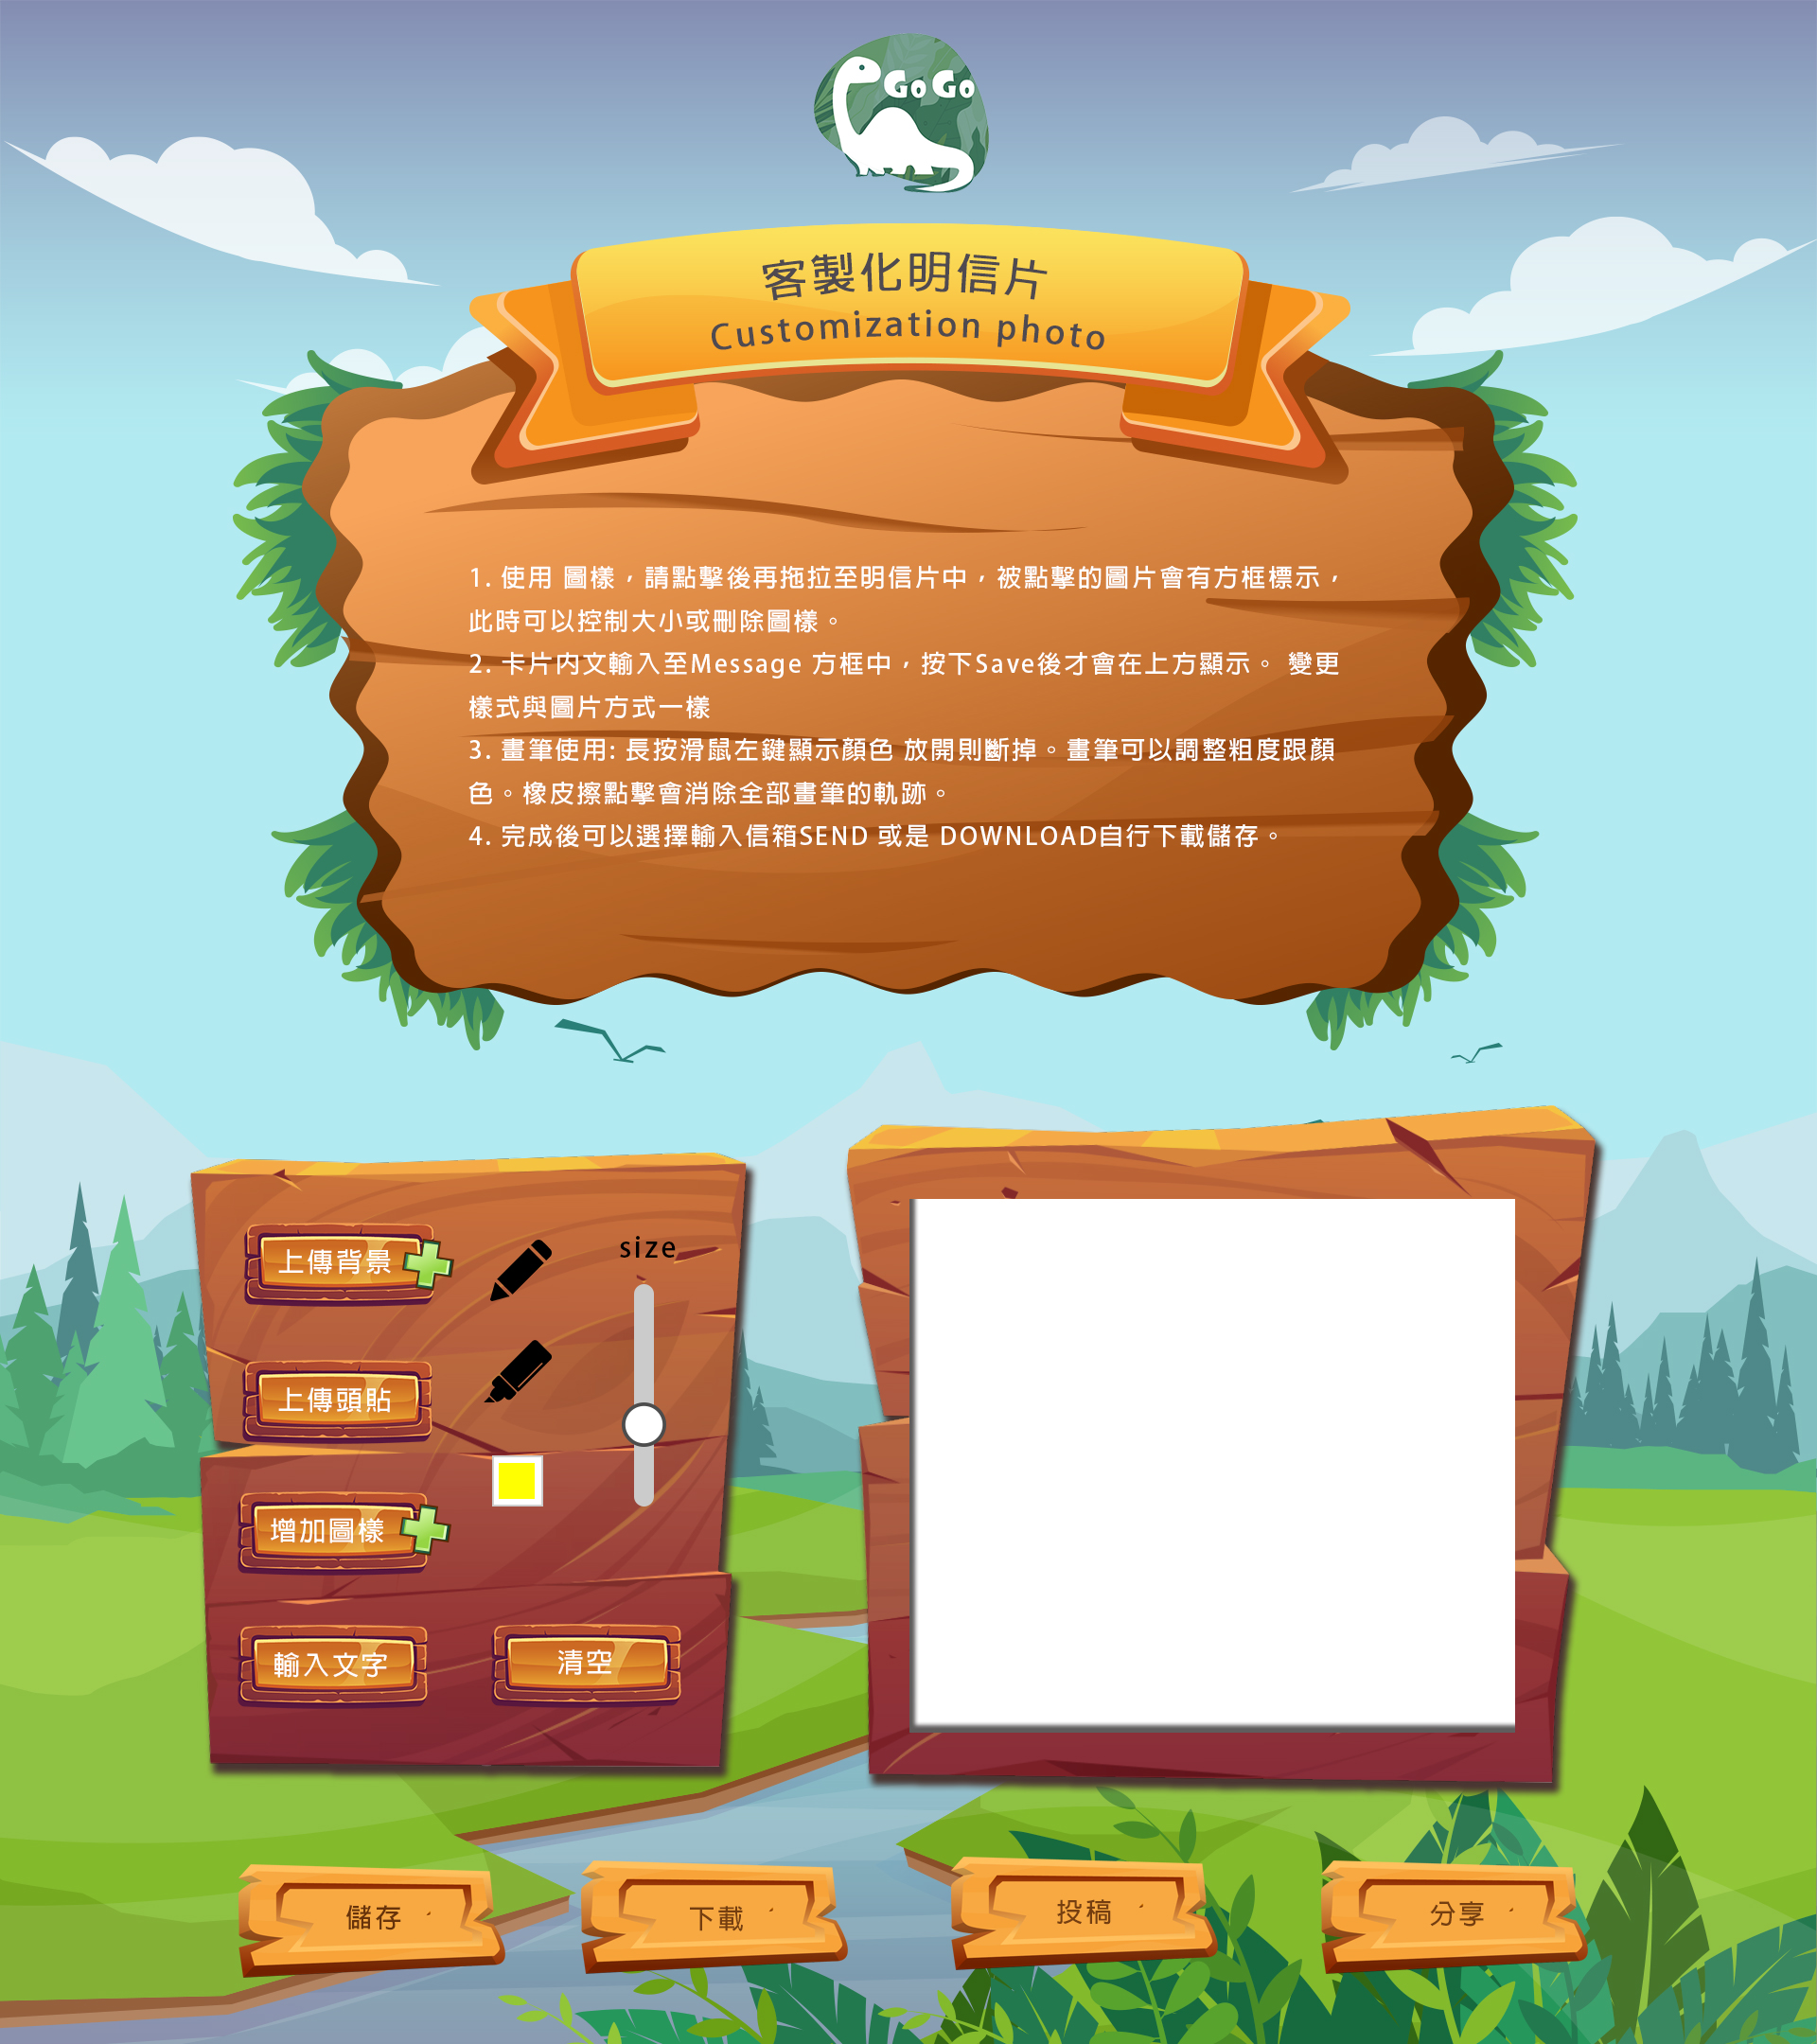 GoGo
客製化明信片
Customization photo
1. 使用 圖樣，請點擊後再拖拉至明信片中，被點擊的圖片會有方框標示，
此時可以控制大小或刪除圖樣。
2. 卡片内文輸入至Message 方框中，按下Save後才會在上方顯示。 變更
樣式與圖片方式一樣
3. 畫筆使用: 長按滑鼠左鍵顯示顏色 放開則斷掉。畫筆可以調整粗度跟顏
色。橡皮擦點擊會消除全部畫筆的軌跡。
4. 完成後可以選擇輸入信箱SEND 或是 DOWNLOAD自行下載儲存。
上傳背景
size
上傳頭貼
增加圖樣
輸入文字
清空
儲存
下載
投稿
分享